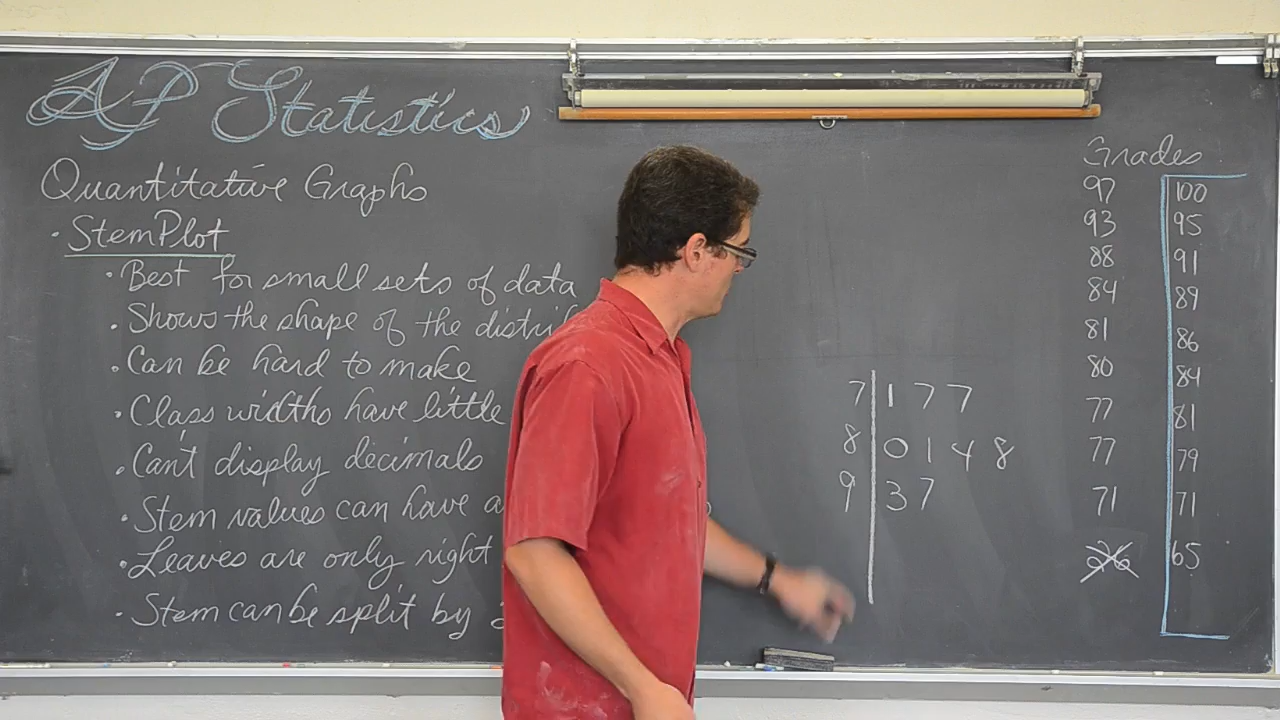 AP Statistics
Quantitative Graphs
· StemPlot
· Best for small sets of data
· Shows the shape of the
· Can be hard to make
· Class widths have little
· Can't display decimals
· Stem values can have
· Leaves are only right
· Stem can be split by
7 | 1 7 7
8 | 0 1 4 8
9 | 3 7
Grades
97 100
93 95
88 91
84 89
81 86
80 84
77 81
77 79
71 71
26 65